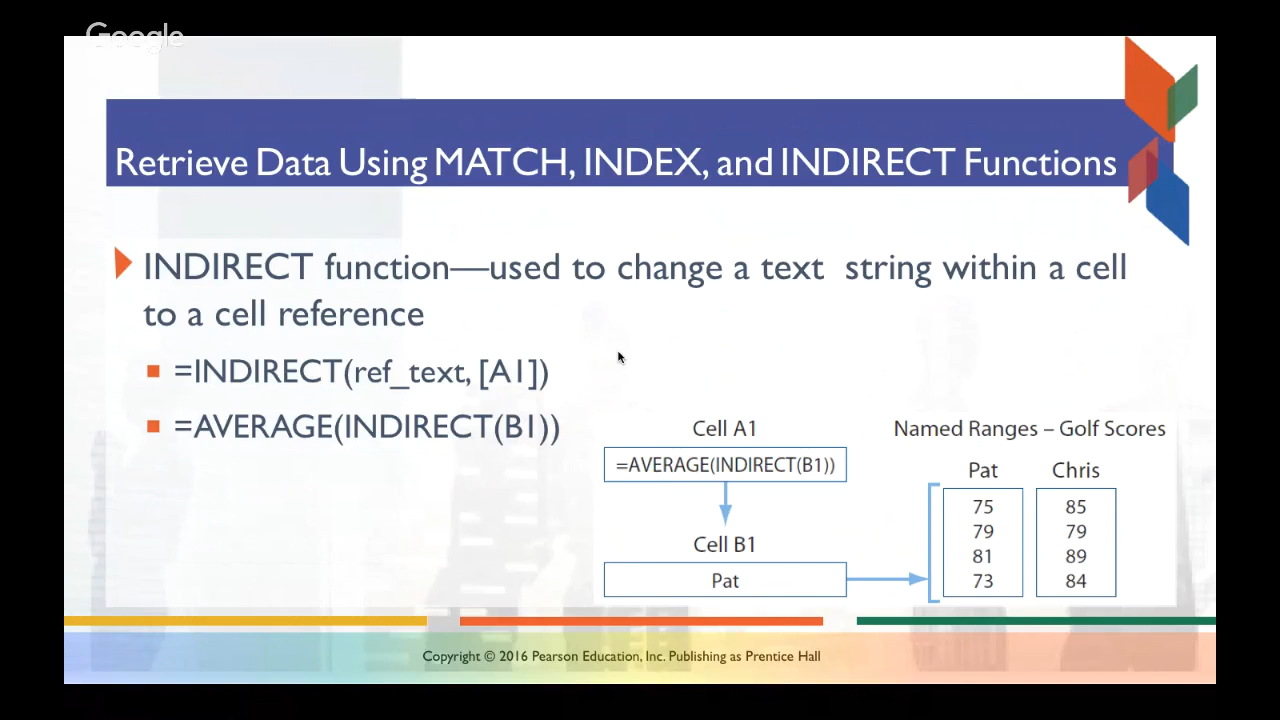 Google
Retrieve Data Using MATCH, INDEX, and INDIRECT Functions
INDIRECT function—used to change a text string within a cell
to a cell reference
=INDIRECT(ref_text, [A1])
=AVERAGE(INDIRECT(B1))
Cell A1
=AVERAGE(INDIRECT(B1))
Cell B1
Pat
Named Ranges – Golf Scores
Pat Chris
75 85
79 79
81 89
73 84
Copyright © 2016 Pearson Education, Inc. Publishing as Prentice Hall